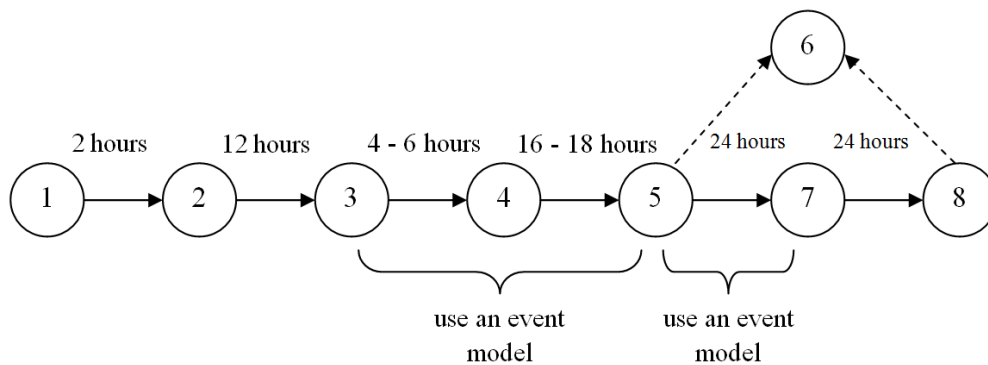 6
2 hours
12 hours
4 - 6 hours
16 - 18 hours
24 hours
24 hours
1
2
3
4
5
7
8
use an event
model
use an event
model